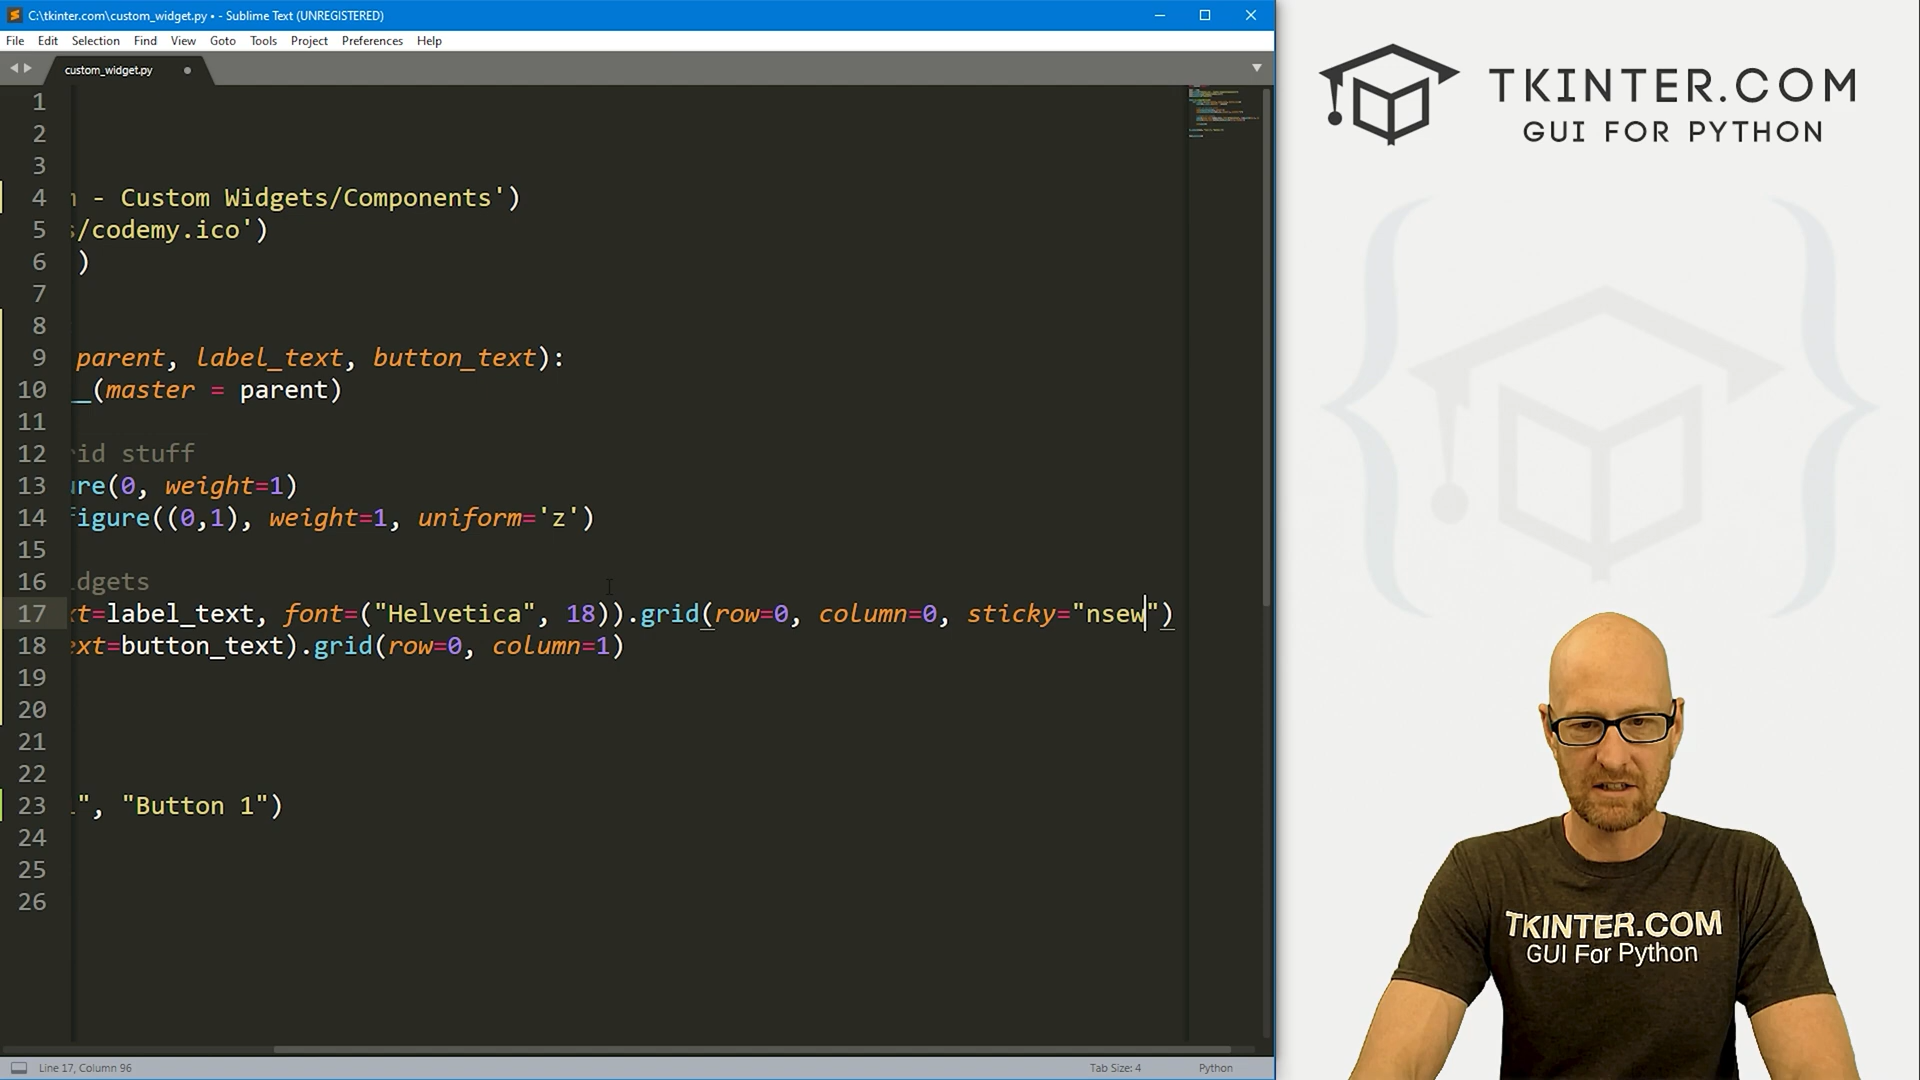 C:\tkinter.com\custom_widget.py • - Sublime Text (UNREGISTERED)
File Edit Selection Find View Goto Tools Project Preferences Help
custom_widget.py
1
2
3
4 - Custom Widgets/Components')
5 /codemy.ico')
6 )
7
8
9 parent, label_text, button_text):
10 _(master = parent)
11
12 rid stuff
13 ure(0, weight=1)
14 figure((0,1), weight=1, uniform='z')
15
16 idgets
17 xt=label_text, font=("Helvetica", 18)).grid(row=0, column=0, sticky="nsew")
18 ext=button_text).grid(row=0, column=1)
19
20
21
22
23 ", "Button 1")
24
25
26
Line 17, Column 96
Tab Size: 4
Python
TKINTER.COM
GUI FOR PYTHON
TKINTER.COM
GUI For Python